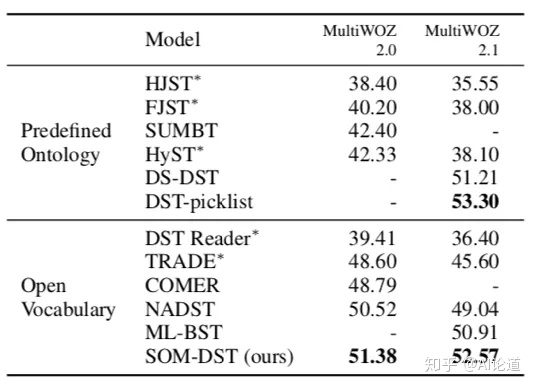 Model MultiWOZ 2.0 MultiWOZ 2.1
Predefined Ontology
HJST* 38.40 35.55
FJST* 40.20 38.00
SUMBT 42.40 -
HyST* 42.33 38.10
DS-DST - 51.21
DST-picklist - 53.30
Open Vocabulary
DST Reader* 39.41 36.40
TRADE* 48.60 45.60
COMER 48.79 -
NADST 50.52 49.04
ML-BST - 50.91
SOM-DST (ours) 51.38 52.57
知乎 @AI论道